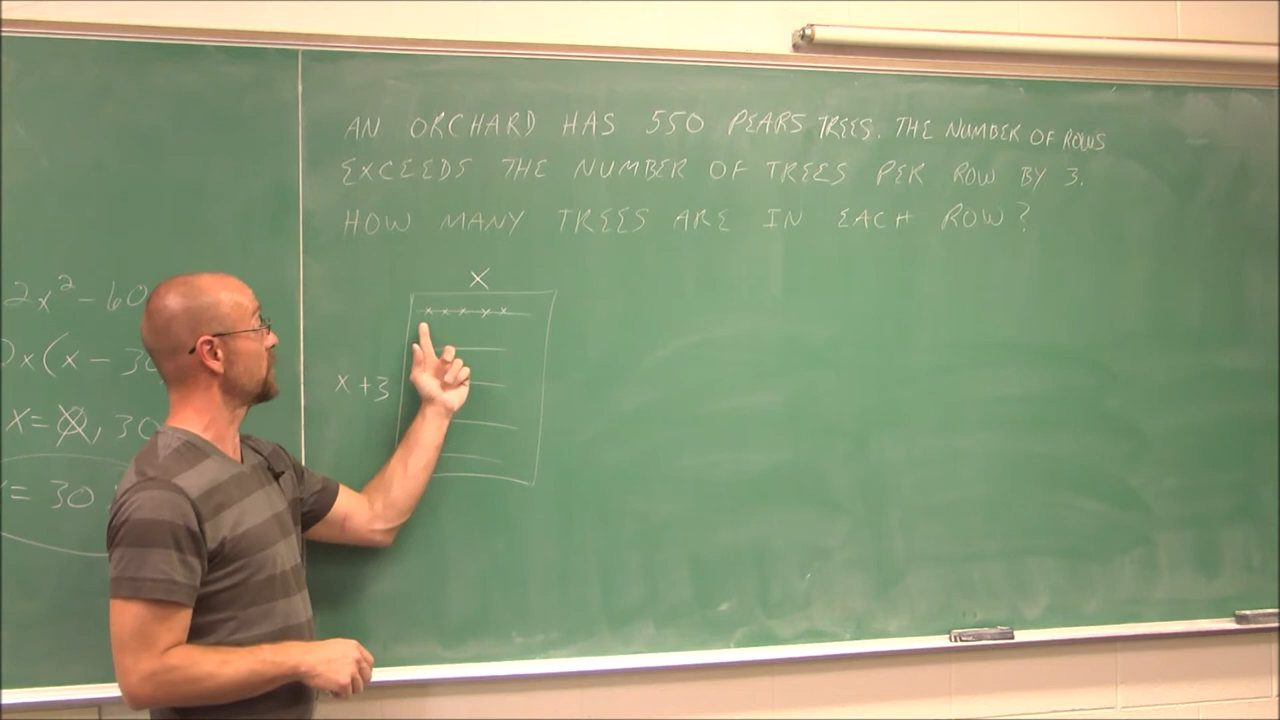 AN ORCHARD HAS 550 PEARS TREES. THE NUMBER OF ROWS
EXCEEDS THE NUMBER OF TREES PER ROW BY 3.
HOW MANY TREES ARE IN EACH ROW?
X
x x x x x
x + 3
2x² - 60
x(x - 30
x = 0, 30
= 30